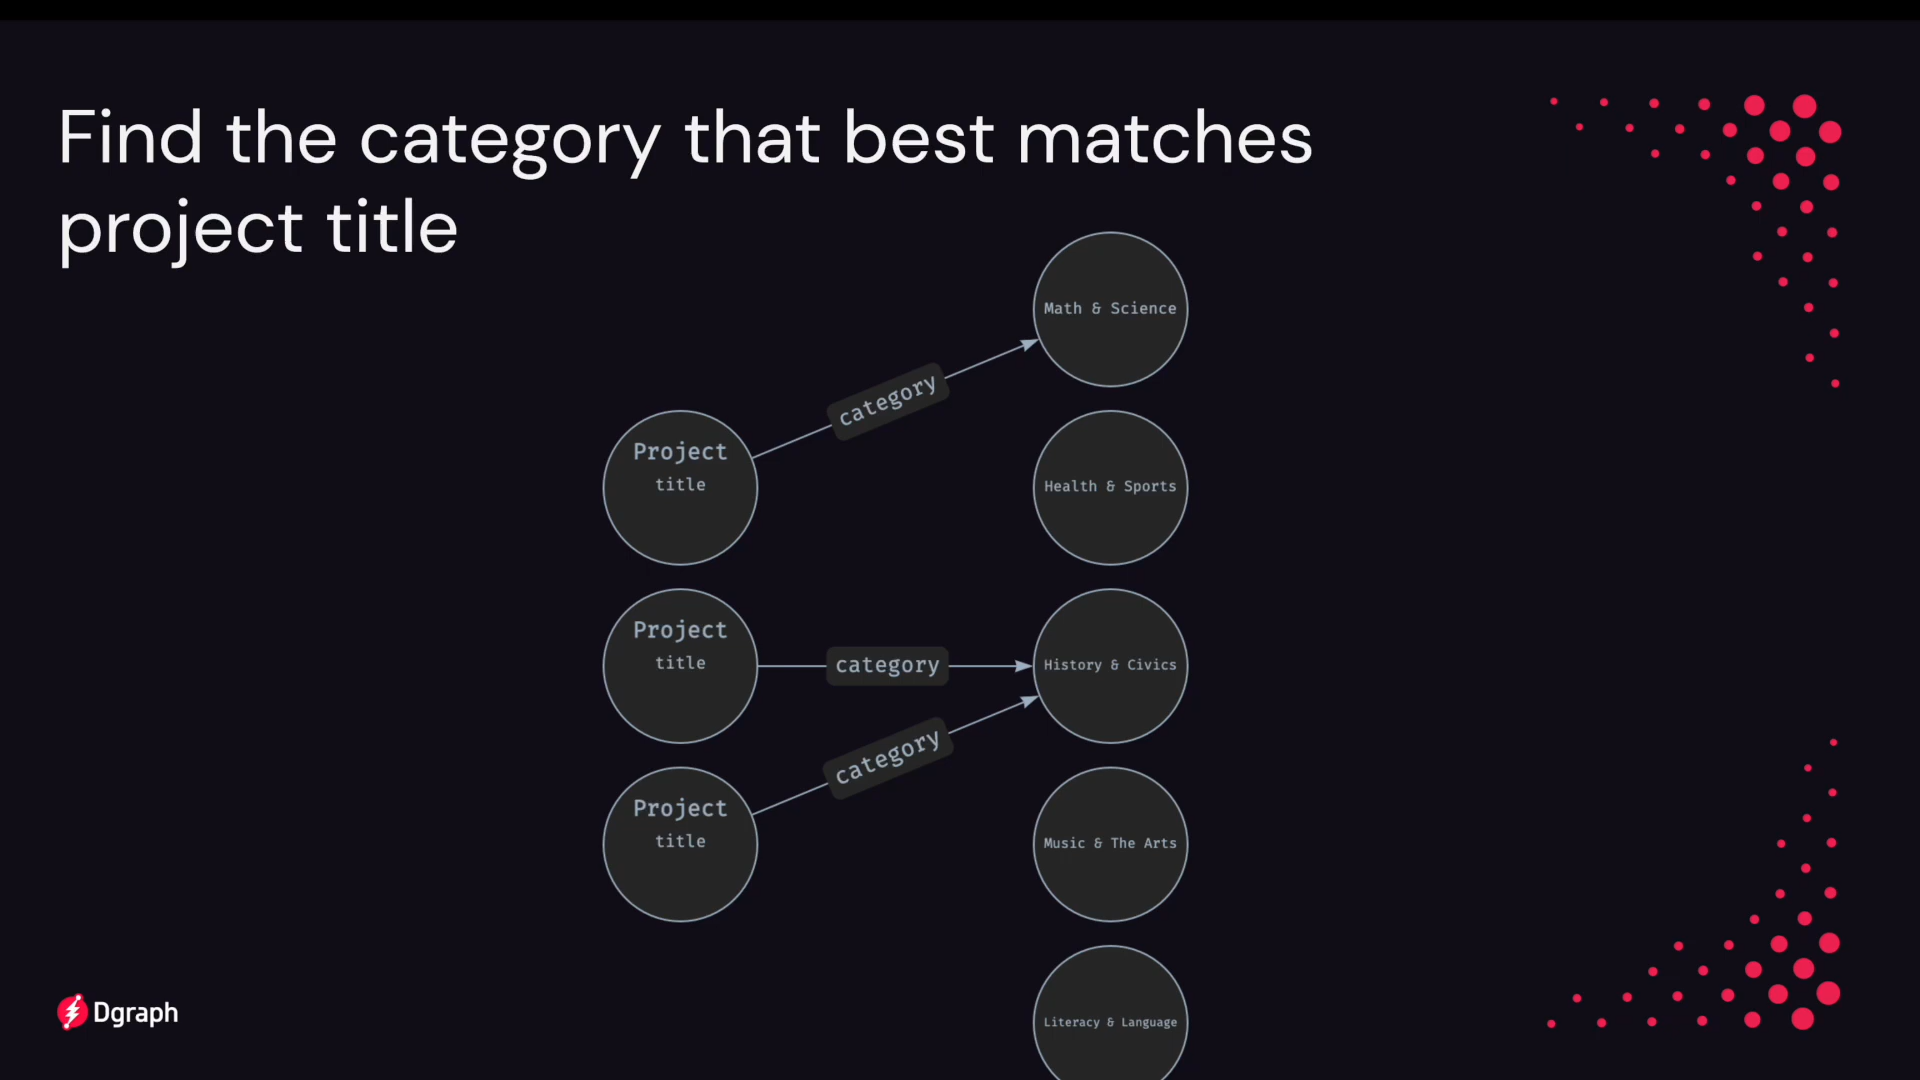 Find the category that best matches
project title
Math & Science
category
Project
title
Health & Sports
Project
title
category
History & Civics
category
Project
title
Music & The Arts
Literacy & Language
Dgraph